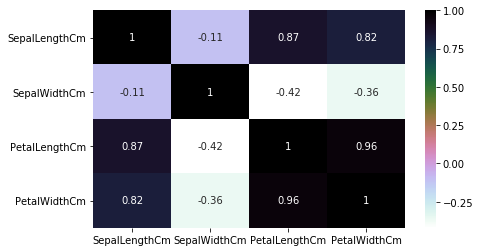 SepalLengthCm 1 -0.11 0.87 0.82
SepalWidthCm -0.11 1 -0.42 -0.36
PetalLengthCm 0.87 -0.42 1 0.96
PetalWidthCm 0.82 -0.36 0.96 1
SepalLengthCm SepalWidthCm PetalLengthCm PetalWidthCm
1.00
0.75
0.50
0.25
0.00
−0.25